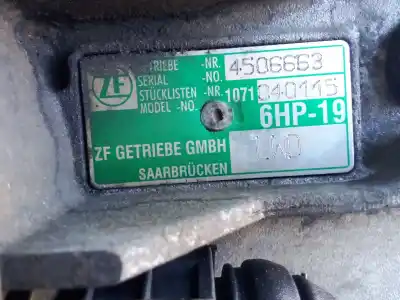 ZF
GETRIEBE -NR. 4506663
SERIAL -NO.
STÜCKLISTEN -NR. 1071 040115
MODEL -NO.
6HP-19
ZF GETRIEBE GMBH
SAARBRÜCKEN